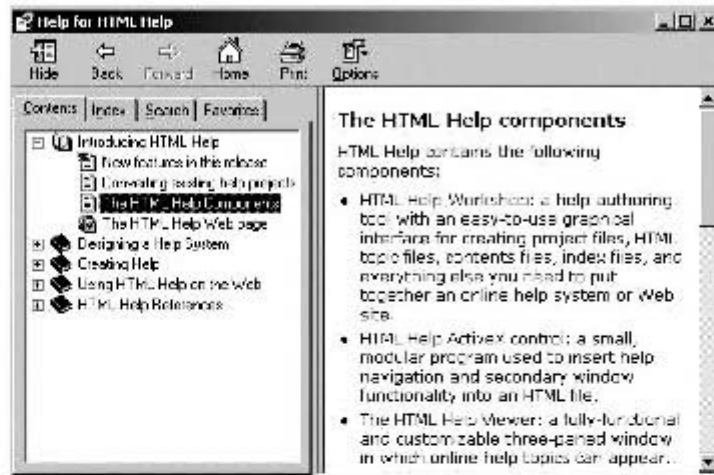 Help for HTML Help
Hide Back Forward Home Print Options
Contents Index Search Favorites
Introducing HTML Help
New features in this release
Converting existing help projects
The HTML Help Components
The HTML Help Web page
Designing a Help System
Creating Help
Using HTML Help on the Web
HTML Help References
The HTML Help components
HTML Help contains the following
components:
• HTML Help Workshop: a help authoring
tool with an easy-to-use graphical
interface for creating project files, HTML
topic files, contents files, index files, and
everything else you need to put
together an online help system or Web
site.
• HTML Help ActiveX control: a small,
modular program used to insert help
navigation and secondary window
functionality into an HTML file.
• The HTML Help Viewer: a fully-functional
and customizable three-paned window
in which online help topics can appear.